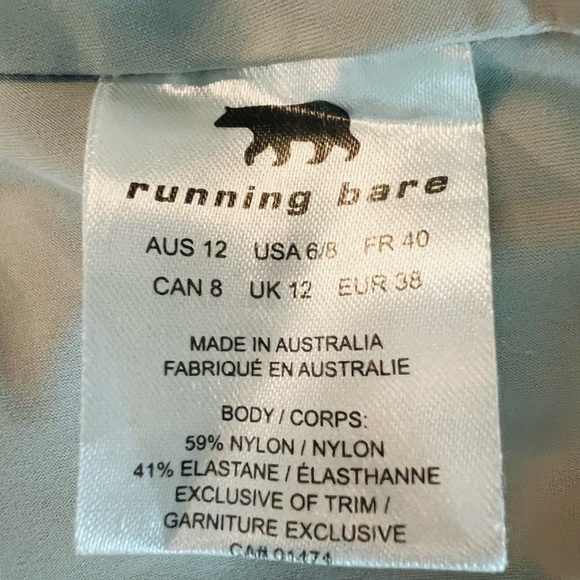 running bare
AUS 12 USA 6/8 FR 40
CAN 8 UK 12 EUR 38
MADE IN AUSTRALIA
FABRIQUÉ EN AUSTRALIE
BODY / CORPS:
59% NYLON / NYLON
41% ELASTANE / ÉLASTHANNE
EXCLUSIVE OF TRIM /
GARNITURE EXCLUSIVE